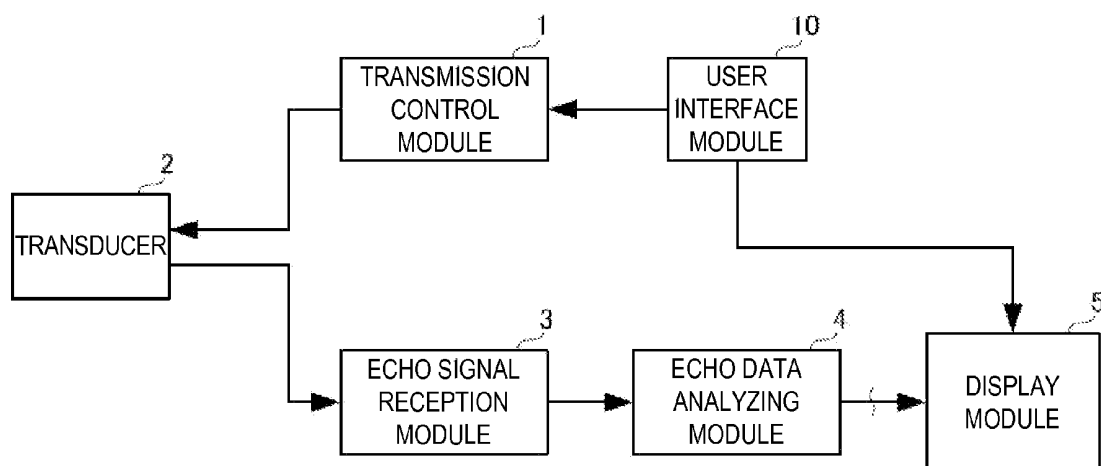 1
TRANSMISSION
CONTROL
MODULE
10
USER
INTERFACE
MODULE
2
TRANSDUCER
3
ECHO SIGNAL
RECEPTION
MODULE
4
ECHO DATA
ANALYZING
MODULE
5
DISPLAY
MODULE